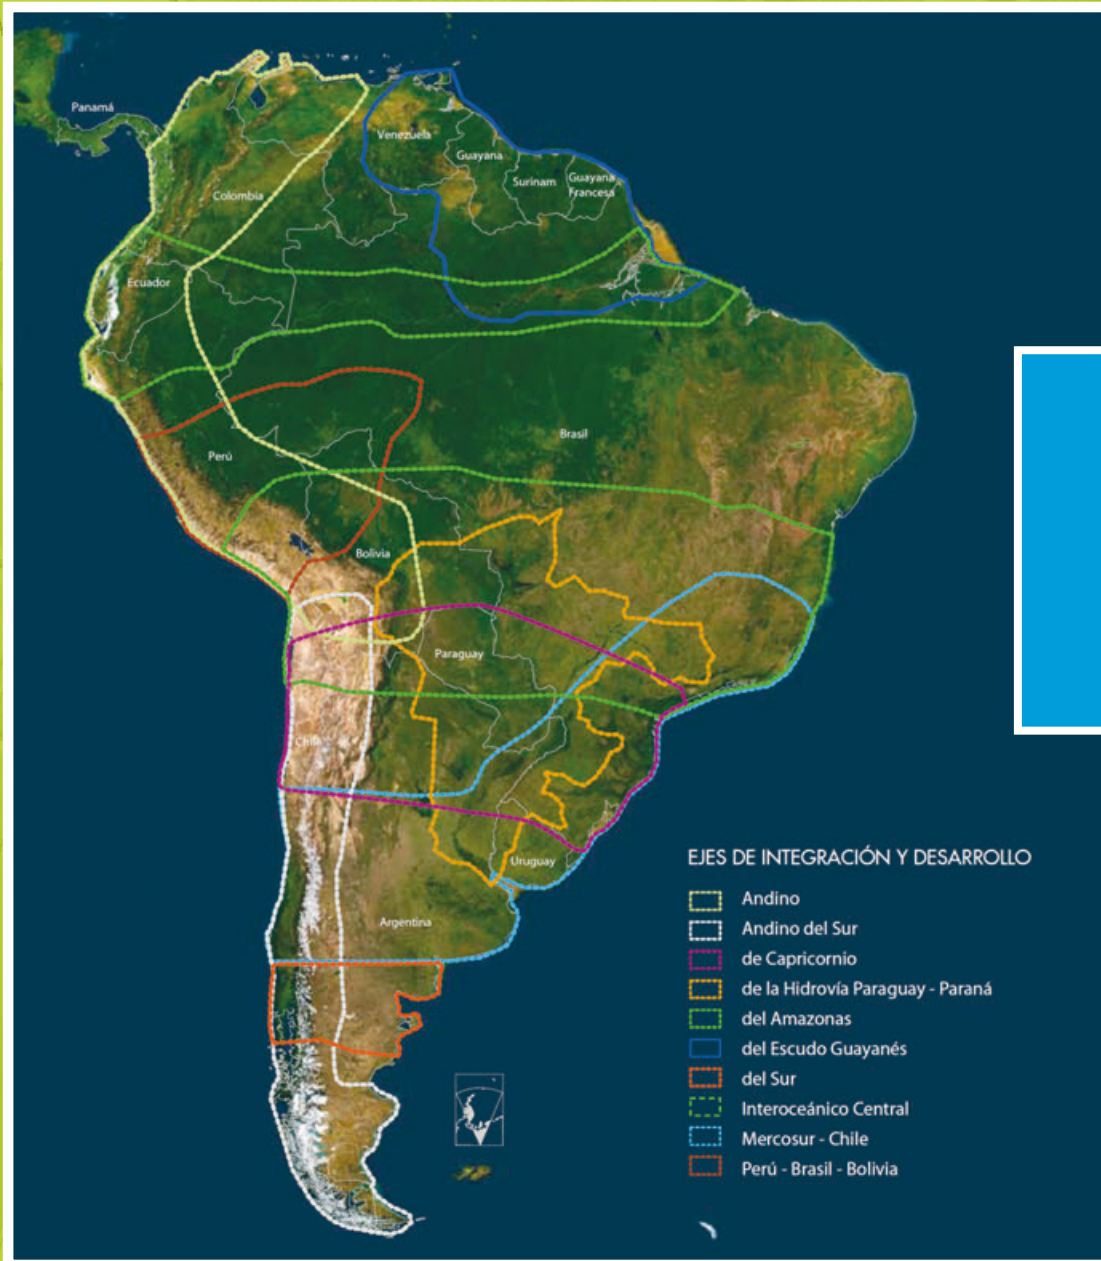 Panamá
Venezuela
Guayana
Surinam
Guayana
Francesa
Colombia
Ecuador
Brasil
Perú
Bolivia
Paraguay
Chile
Uruguay
Argentina
EJES DE INTEGRACIÓN Y DESARROLLO
Andino
Andino del Sur
de Capricornio
de la Hidrovía Paraguay - Paraná
del Amazonas
del Escudo Guayanés
del Sur
Interoceánico Central
Mercosur - Chile
Perú - Brasil - Bolivia